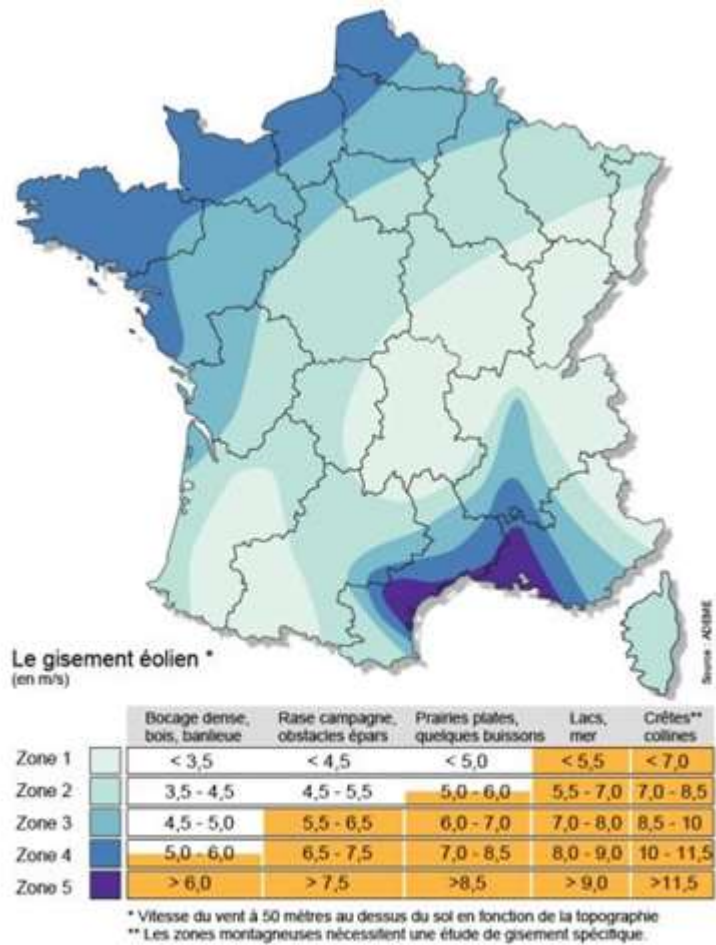 Source : ADEME
Le gisement éolien *
(en m/s)
Bocage dense, bois, banlieue
Rase campagne, obstacles épars
Prairies plates, quelques buissons
Lacs, mer
Crêtes** collines
Zone 1 < 3,5 < 4,5 < 5,0 < 5,5 < 7,0
Zone 2 3,5 - 4,5 4,5 - 5,5 5,0 - 6,0 5,5 - 7,0 7,0 - 8,5
Zone 3 4,5 - 5,0 5,5 - 6,5 6,0 - 7,0 7,0 - 8,0 8,5 - 10
Zone 4 5,0 - 6,0 6,5 - 7,5 7,0 - 8,5 8,0 - 9,0 10 - 11,5
Zone 5 > 6,0 > 7,5 >8,5 > 9,0 >11,5
* Vitesse du vent à 50 mètres au dessus du sol en fonction de la topographie
** Les zones montagneuses nécessitent une étude de gisement spécifique.